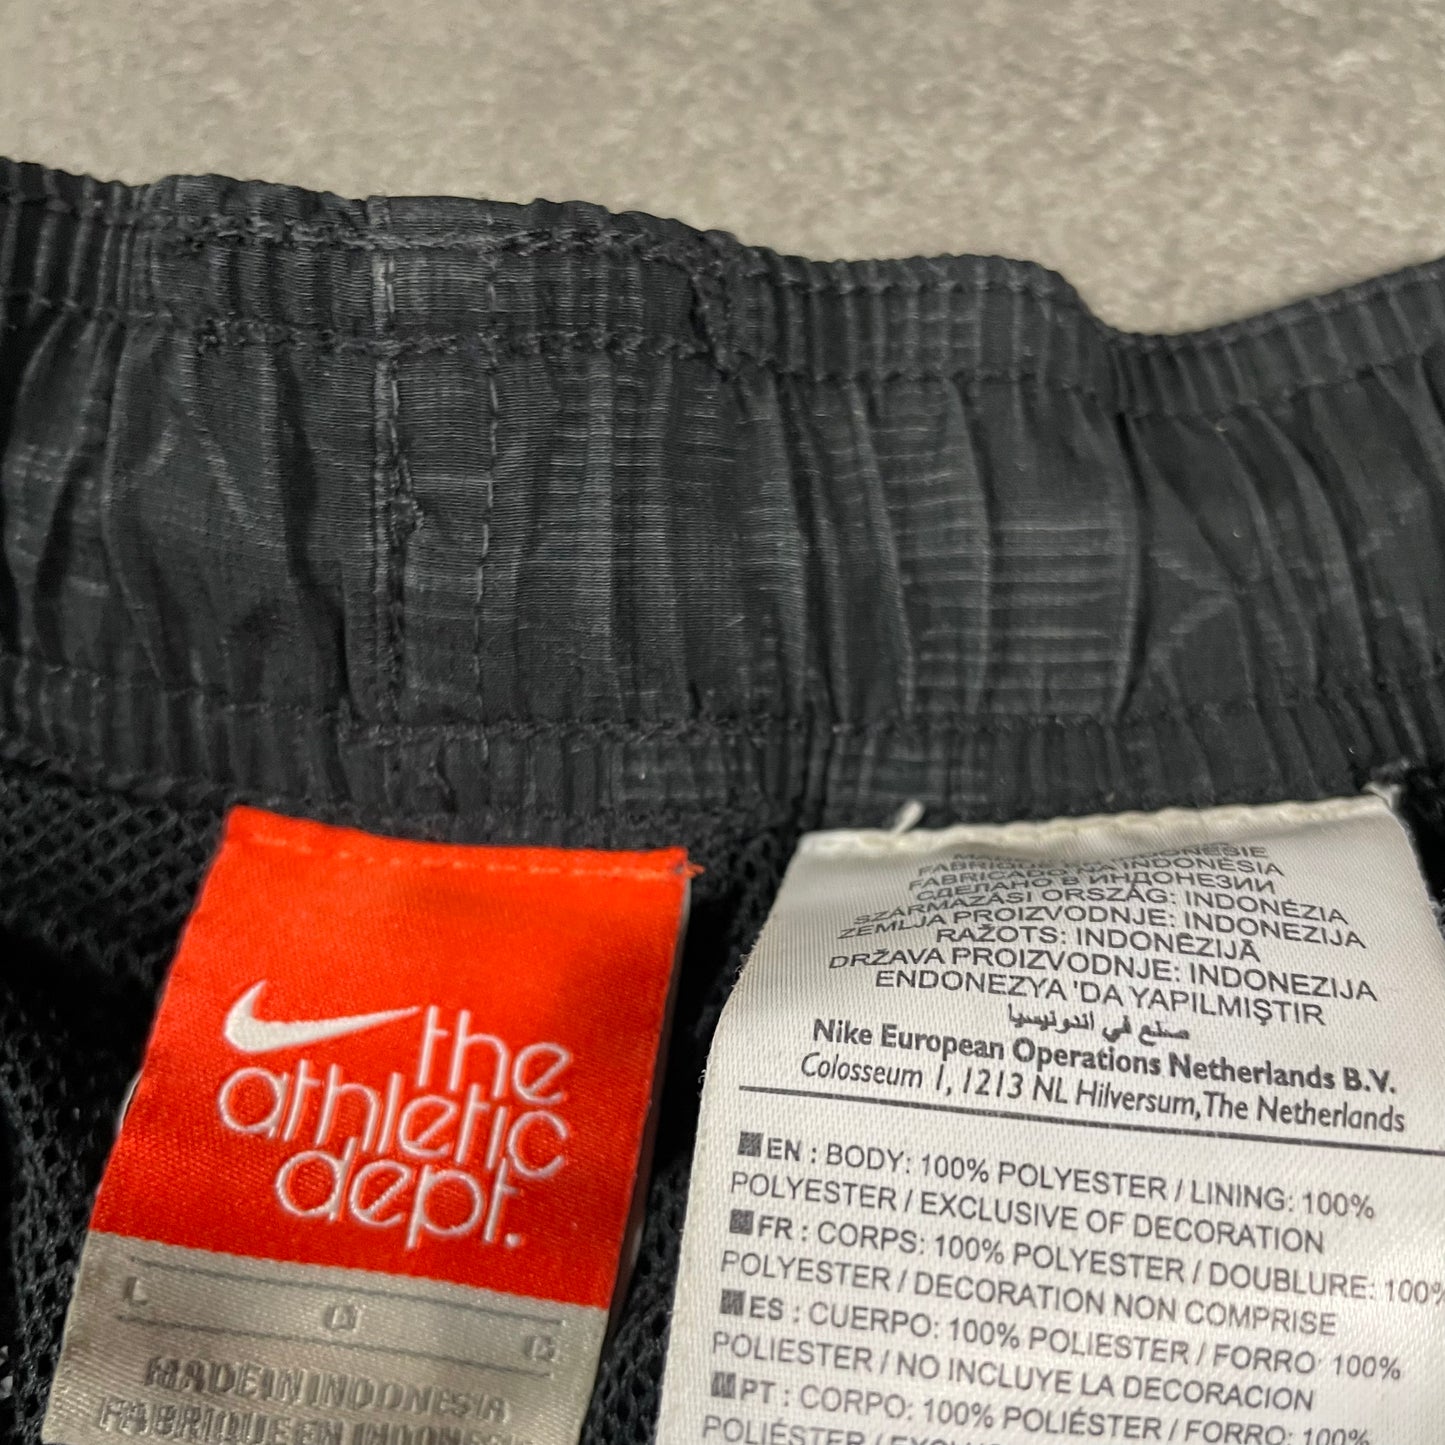 the
athletic
dept.
L
G
MADE IN INDONESIA
FABRIQUE EN INDONESIE
FABRIQUE EN INDONÉSIE
FABRICADO EN INDONESIA
СДЕЛАНО В ИНДОНЕЗИИ
SZÁRMAZÁSI ORSZÁG: INDONÉZIA
ZEMLJA PROIZVODNJE: INDONEZIJA
RAŽOTS: INDONĒZIJĀ
DRŽAVA PROIZVODNJE: INDONEZIJA
ENDONEZYA 'DA YAPILMIŞTIR
صنع في اندونيسيا
Nike European Operations Netherlands B.V.
Colosseum 1, 1213 NL Hilversum, The Netherlands
EN : BODY: 100% POLYESTER / LINING: 100%
POLYESTER / EXCLUSIVE OF DECORATION
FR : CORPS: 100% POLYESTER / DOUBLURE: 100%
POLYESTER / DECORATION NON COMPRISE
ES : CUERPO: 100% POLIESTER / FORRO: 100%
POLIESTER / NO INCLUYE LA DECORACION
PT : CORPO: 100% POLIÉSTER / FORRO: 100%